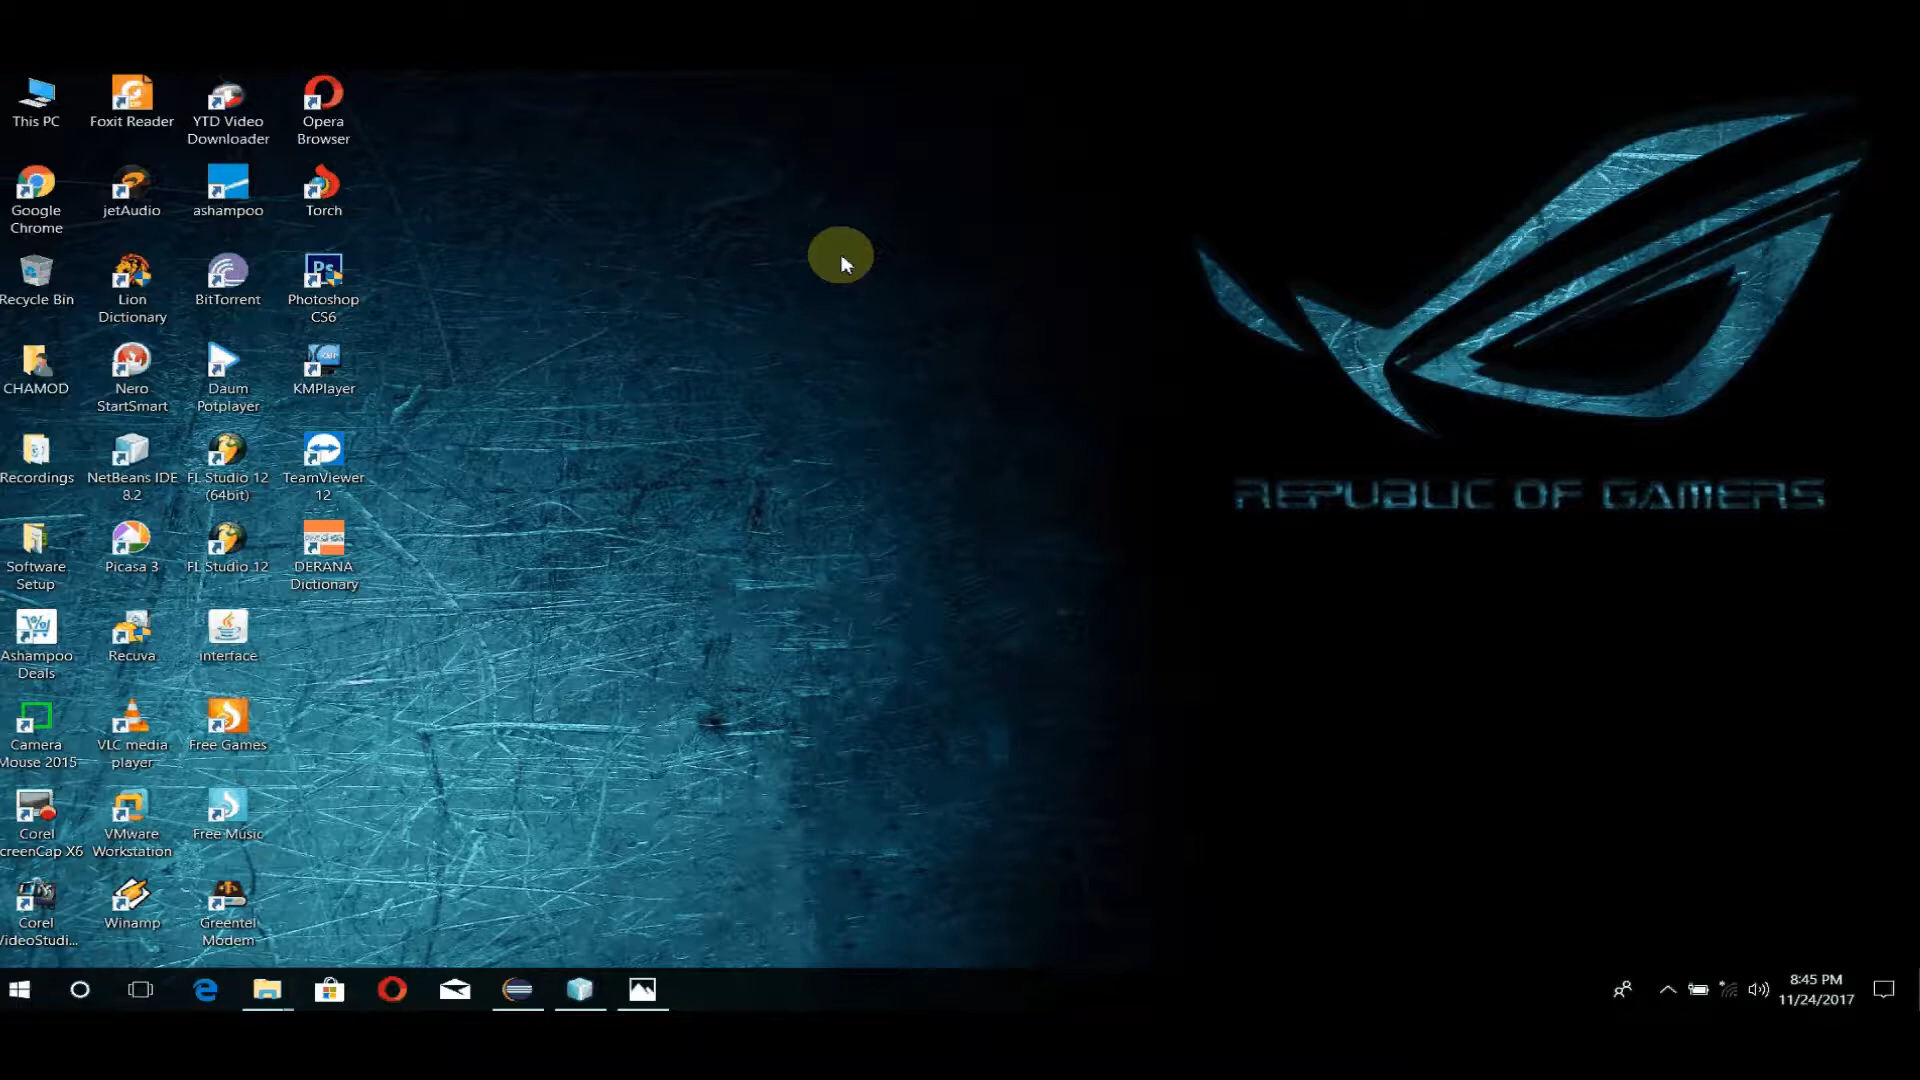 This PC
Foxit Reader
YTD Video
Downloader
Opera
Browser
Google
Chrome
jetAudio
ashampoo
Torch
Recycle Bin
Lion
Dictionary
BitTorrent
Ps
Photoshop
CS6
CHAMOD
Nero
StartSmart
Daum
Potplayer
KMPlayer
Recordings
NetBeans IDE
8.2
FL Studio 12
(64bit)
TeamViewer
12
Software
Setup
Picasa 3
FL Studio 12
DERANA
Dictionary
Ashampoo
Deals
Recuva
interface
Camera
Mouse 2015
VLC media
player
Free Games
Corel
creenCap X6
VMware
Workstation
Free Music
Corel
VideoStudi...
Winamp
Greentel
Modem
REPUBLIC OF GAMERS
8:45 PM
11/24/2017